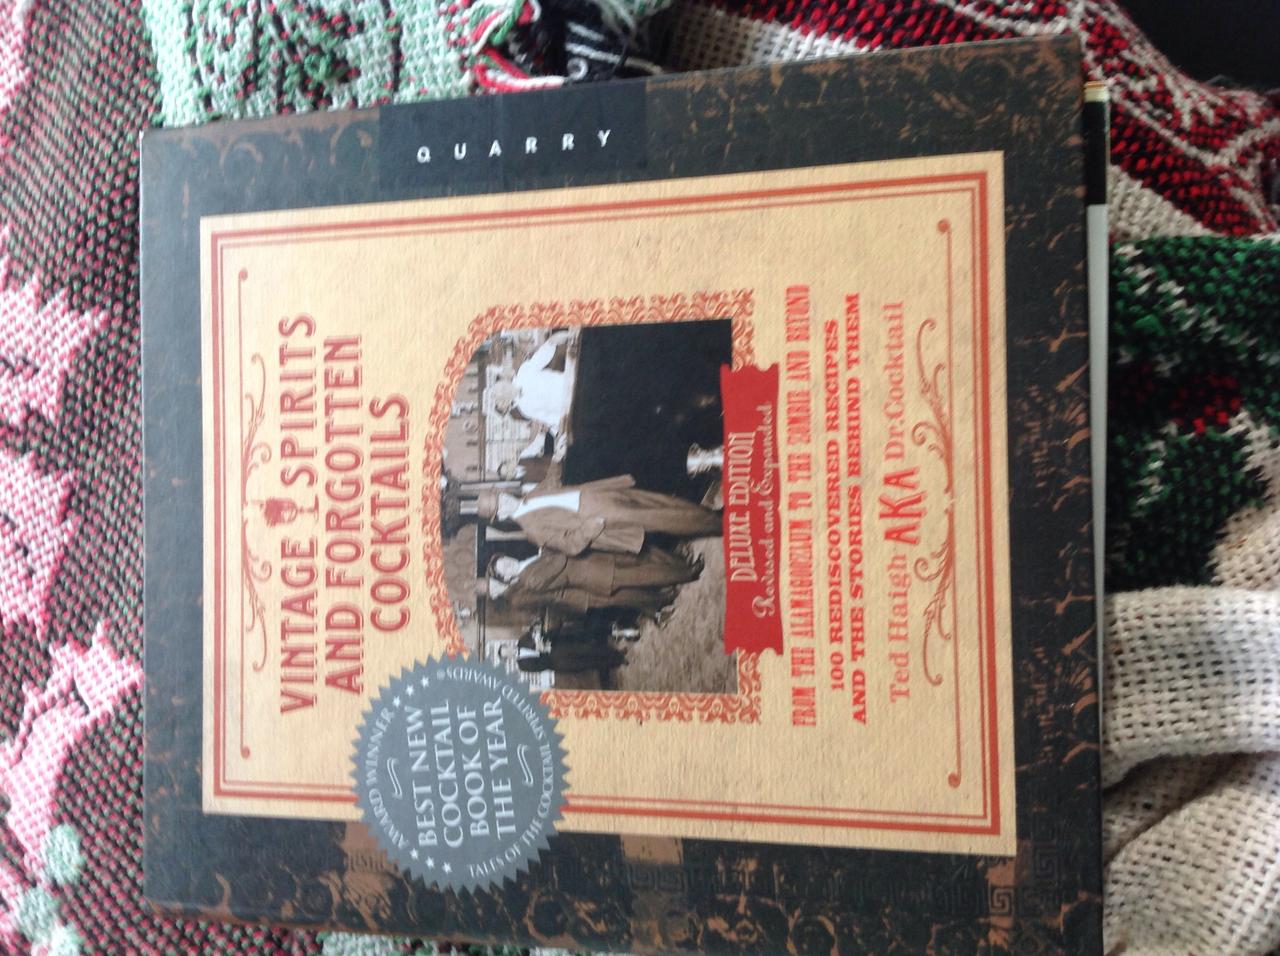 QUARRY
VINTAGE SPIRITS
AND FORGOTTEN
COCKTAILS
AWARD WINNER
BEST NEW
COCKTAIL
BOOK OF
THE YEAR
TALES OF THE COCKTAIL SPIRITED AWARDS®
DELUXE EDITION
Revised and Expanded
FROM THE ALAMAGOOZLUM TO THE ZOMBIE AND BEYOND
100 REDISCOVERED RECIPES
AND THE STORIES BEHIND THEM
Ted Haigh AKA Dr. Cocktail